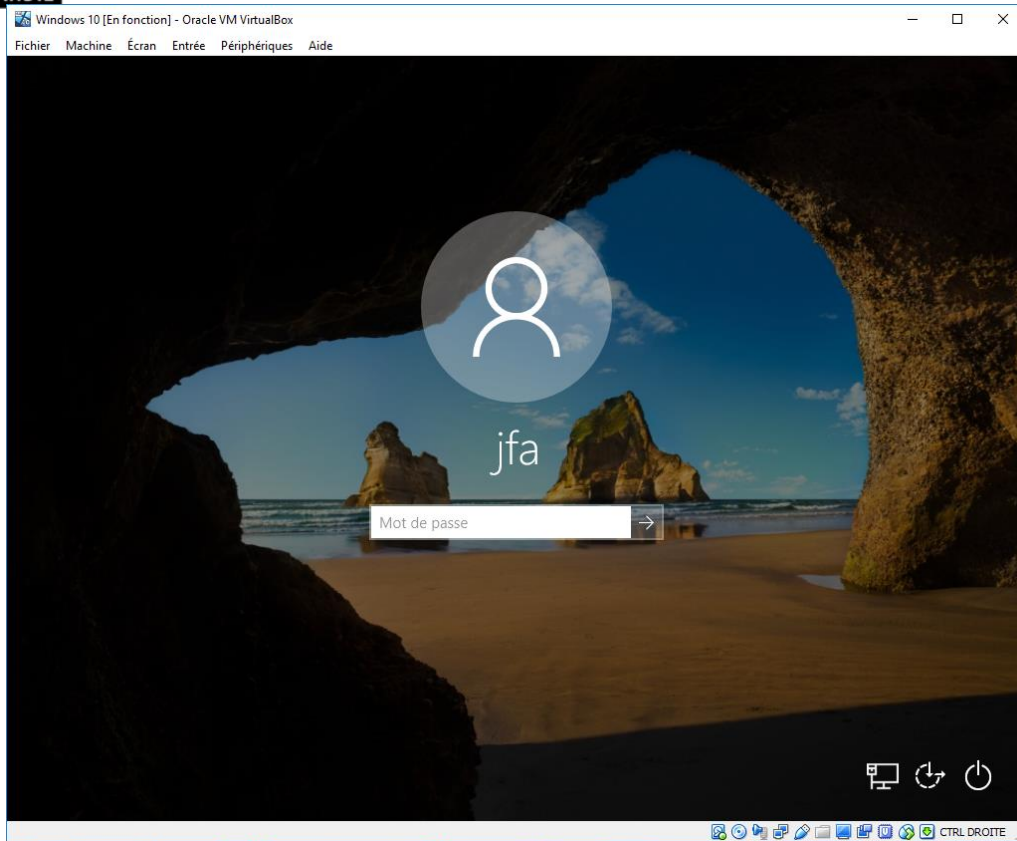 Windows 10 [En fonction] - Oracle VM VirtualBox
Fichier Machine Écran Entrée Périphériques Aide
jfa
Mot de passe
CTRL DROITE